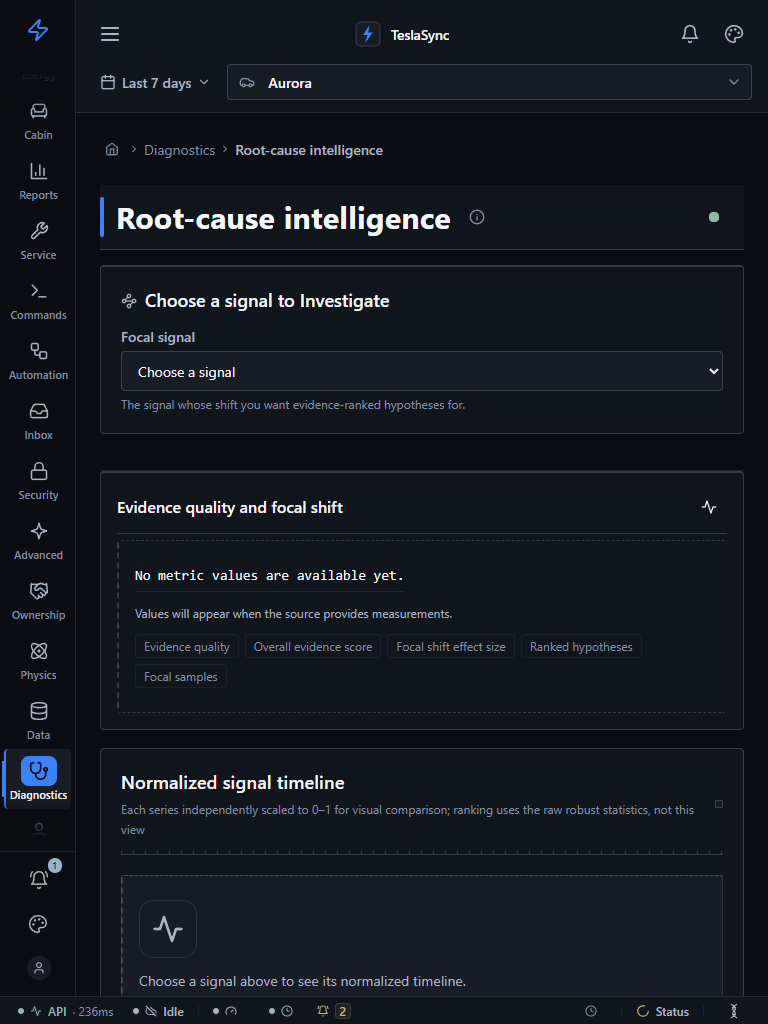 TeslaSync
Last 7 days
Aurora
Cabin
Reports
Service
Commands
Automation
Inbox
Security
Advanced
Ownership
Physics
Data
Diagnostics
1
Diagnostics
Root-cause intelligence
Root-cause intelligence
Choose a signal to Investigate
Focal signal
Choose a signal
The signal whose shift you want evidence-ranked hypotheses for.
Evidence quality and focal shift
No metric values are available yet.
Values will appear when the source provides measurements.
Evidence quality Overall evidence score Focal shift effect size Ranked hypotheses
Focal samples
Normalized signal timeline
Each series independently scaled to 0–1 for visual comparison; ranking uses the raw robust statistics, not this
view
Choose a signal above to see its normalized timeline.
API · 236ms Idle 2 Status